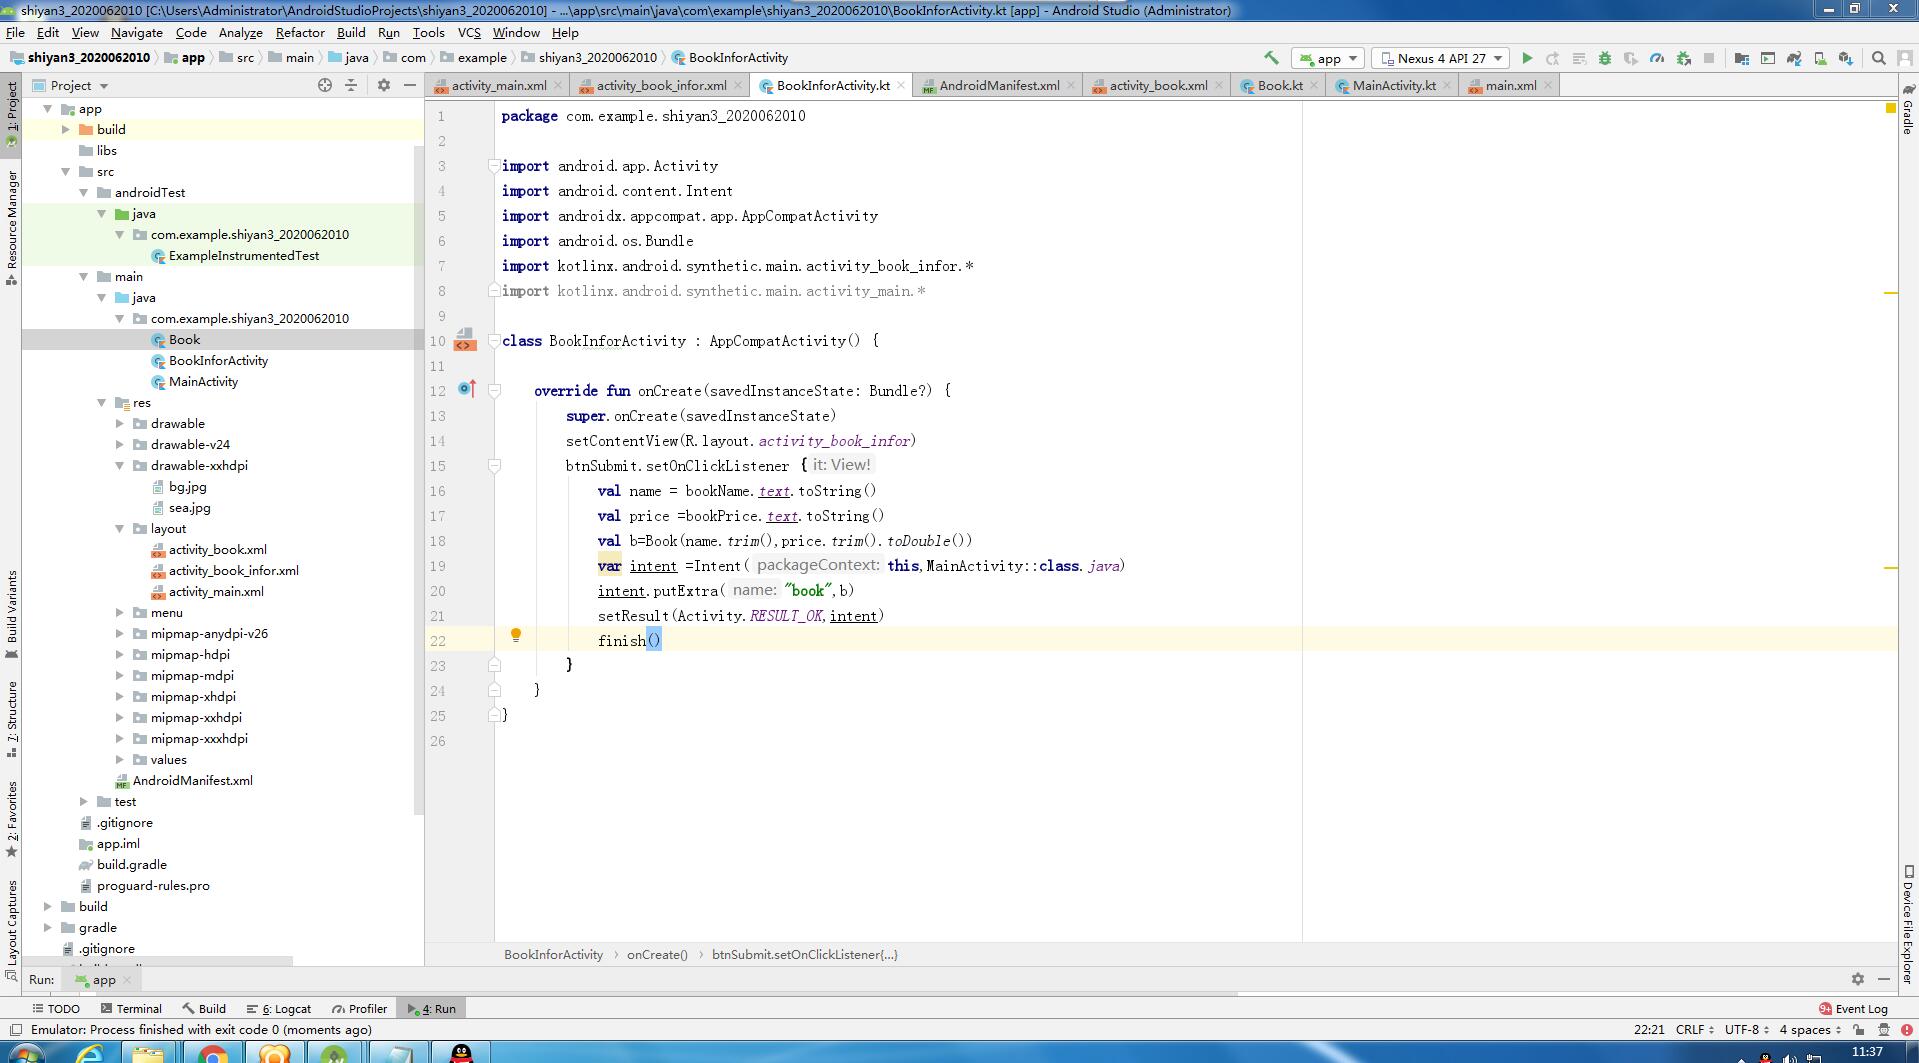 shiyan3_2020062010 [C:\Users\Administrator\AndroidStudioProjects\shiyan3_2020062010] - ...\app\src\main\java\com\example\shiyan3_2020062010\BookInforActivity.kt [app] - Android Studio (Administrator)
File Edit View Navigate Code Analyze Refactor Build Run Tools VCS Window Help
shiyan3_2020062010 app src main java com example shiyan3_2020062010 BookInforActivity app Nexus 4 API 27
Project activity_main.xml activity_book_infor.xml BookInforActivity.kt AndroidManifest.xml activity_book.xml Book.kt MainActivity.kt main.xml
1: Project
Resource Manager
Build Variants
7: Structure
2: Favorites
Layout Captures
app
build
libs
src
androidTest
java
com.example.shiyan3_2020062010
ExampleInstrumentedTest
main
java
com.example.shiyan3_2020062010
Book
BookInforActivity
MainActivity
res
drawable
drawable-v24
drawable-xxhdpi
bg.jpg
sea.jpg
layout
activity_book.xml
activity_book_infor.xml
activity_main.xml
menu
mipmap-anydpi-v26
mipmap-hdpi
mipmap-mdpi
mipmap-xhdpi
mipmap-xxhdpi
mipmap-xxxhdpi
values
AndroidManifest.xml
test
.gitignore
app.iml
build.gradle
proguard-rules.pro
build
gradle
.gitignore
1 package com.example.shiyan3_2020062010
2
3 import android.app.Activity
4 import android.content.Intent
5 import androidx.appcompat.app.AppCompatActivity
6 import android.os.Bundle
7 import kotlinx.android.synthetic.main.activity_book_infor.*
8 import kotlinx.android.synthetic.main.activity_main.*
9
10 class BookInforActivity : AppCompatActivity() {
11
12 override fun onCreate(savedInstanceState: Bundle?) {
13 super.onCreate(savedInstanceState)
14 setContentView(R.layout.activity_book_infor)
15 btnSubmit.setOnClickListener { it: View!
16 val name = bookName.text.toString()
17 val price =bookPrice.text.toString()
18 val b=Book(name.trim(),price.trim().toDouble())
19 var intent =Intent( packageContext: this,MainActivity::class.java)
20 intent.putExtra( name: "book",b)
21 setResult(Activity.RESULT_OK,intent)
22 finish()
23 }
24 }
25 }
26
Gradle
Device File Explorer
BookInforActivity › onCreate() › btnSubmit.setOnClickListener{...}
Run: app
TODO Terminal Build 6: Logcat Profiler 4: Run 9+ Event Log
Emulator: Process finished with exit code 0 (moments ago) 22:21 CRLF UTF-8 4 spaces
11:37